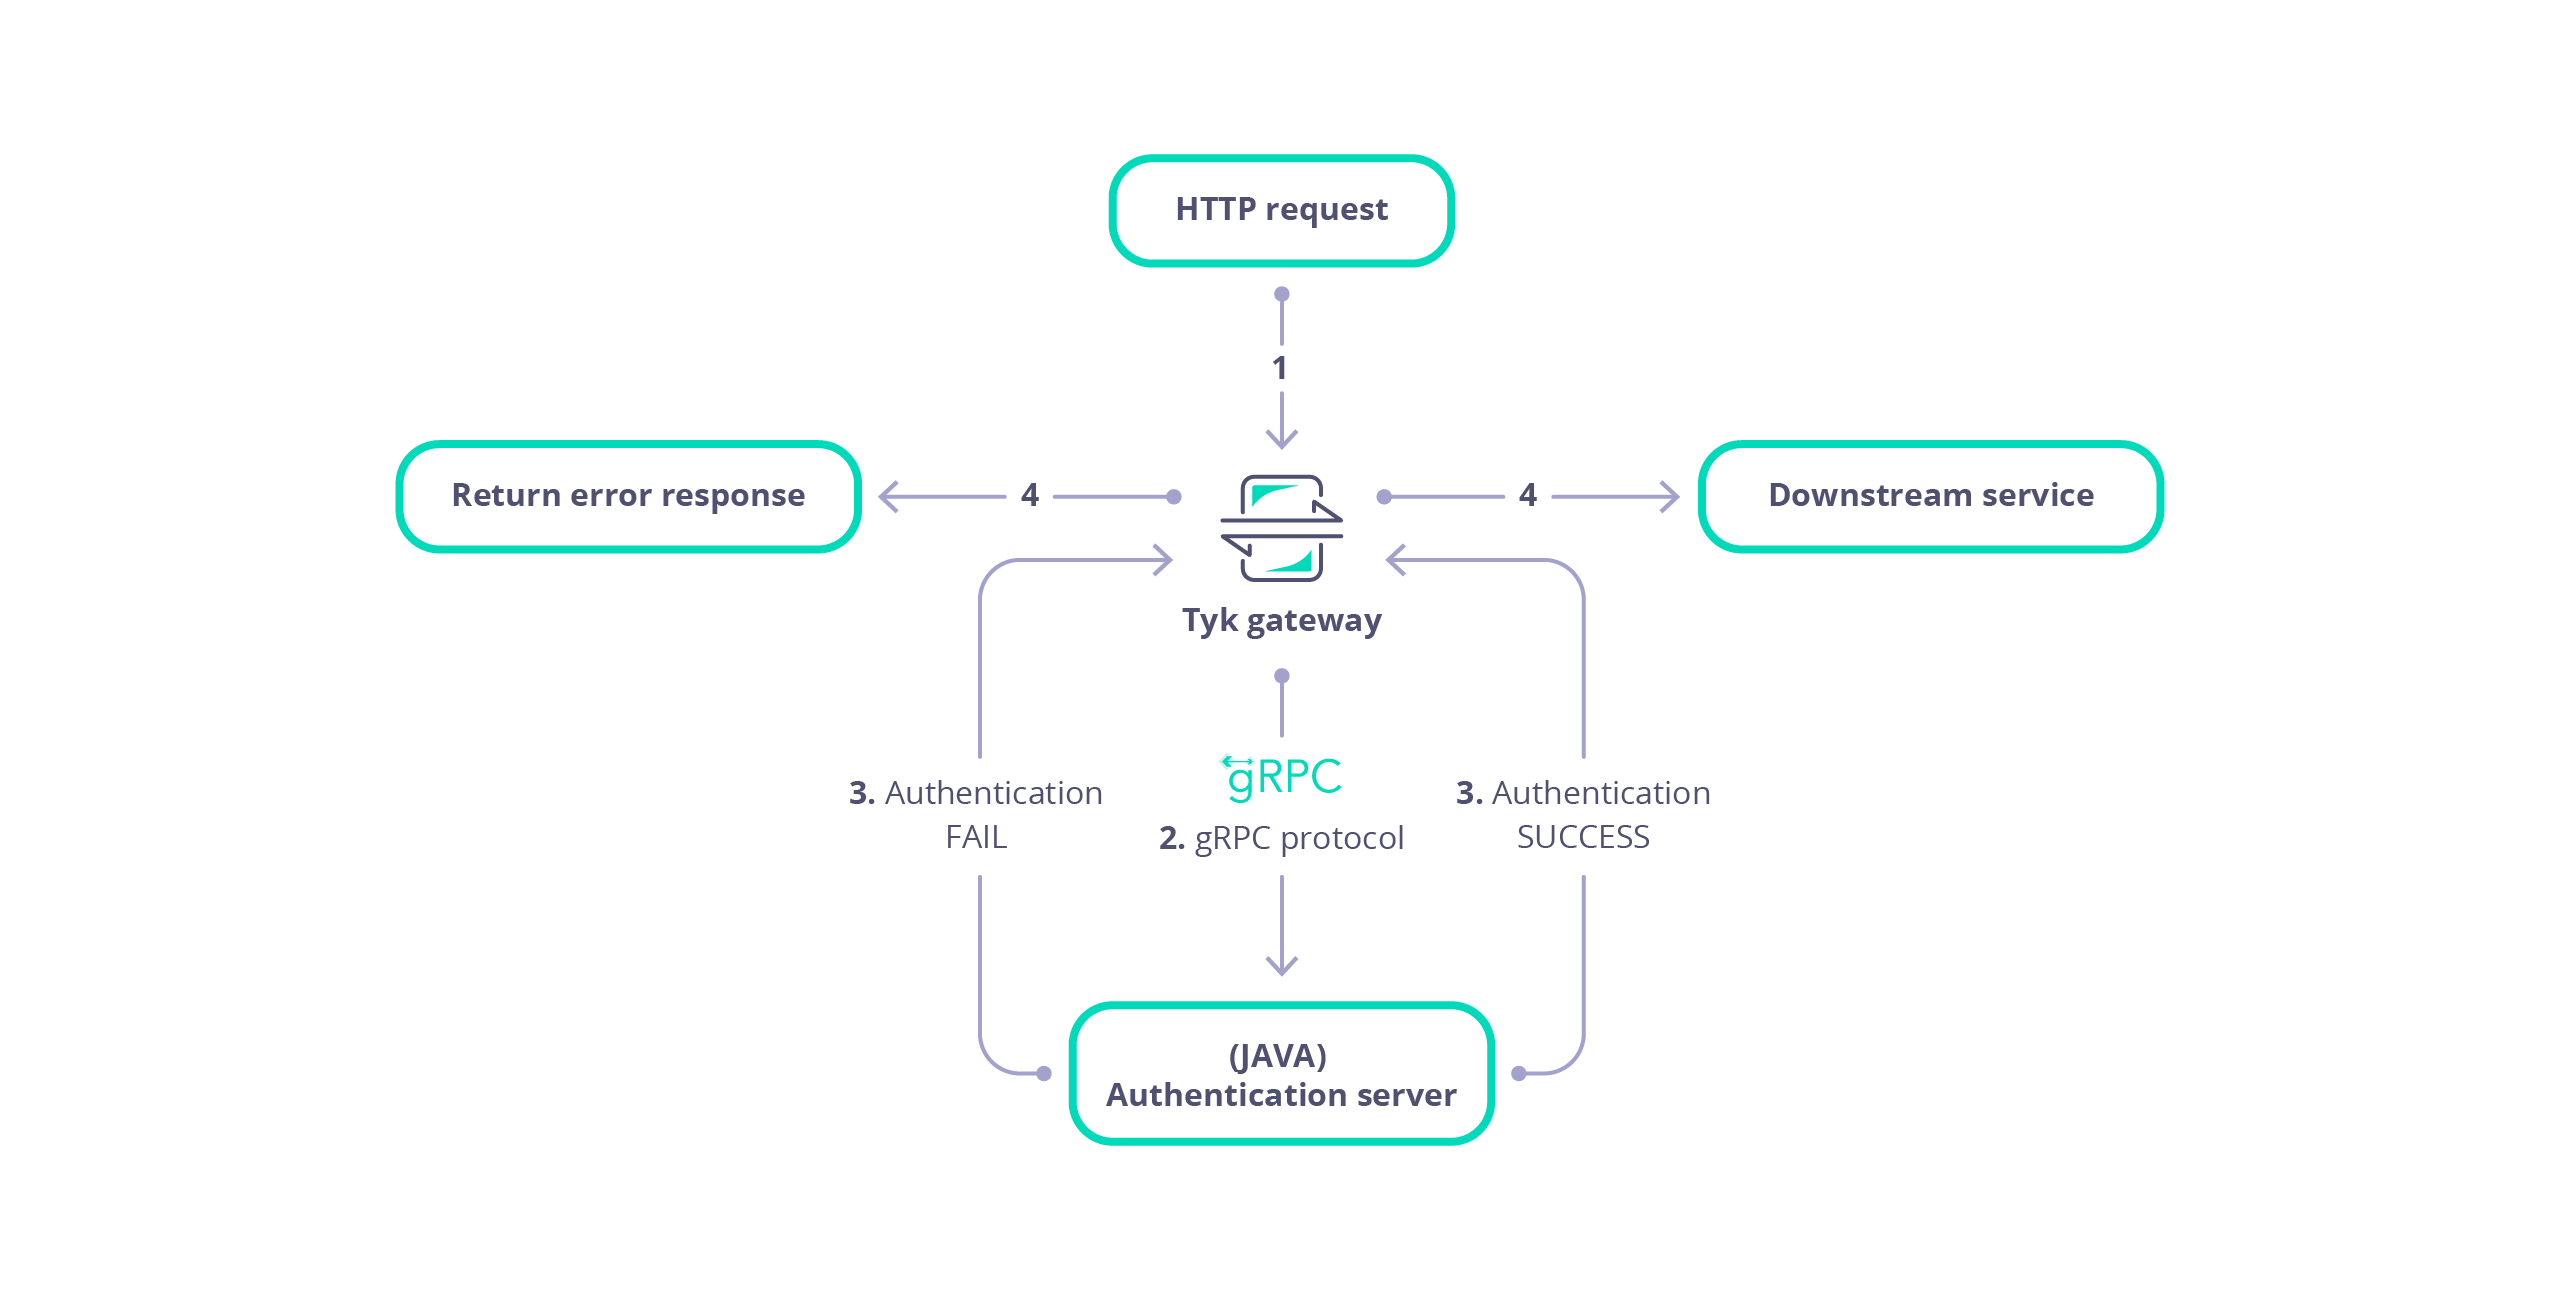 HTTP request
1
Return error response
4
4
Downstream service
Tyk gateway
gRPC
3. Authentication
FAIL
2. gRPC protocol
3. Authentication
SUCCESS
(JAVA)
Authentication server